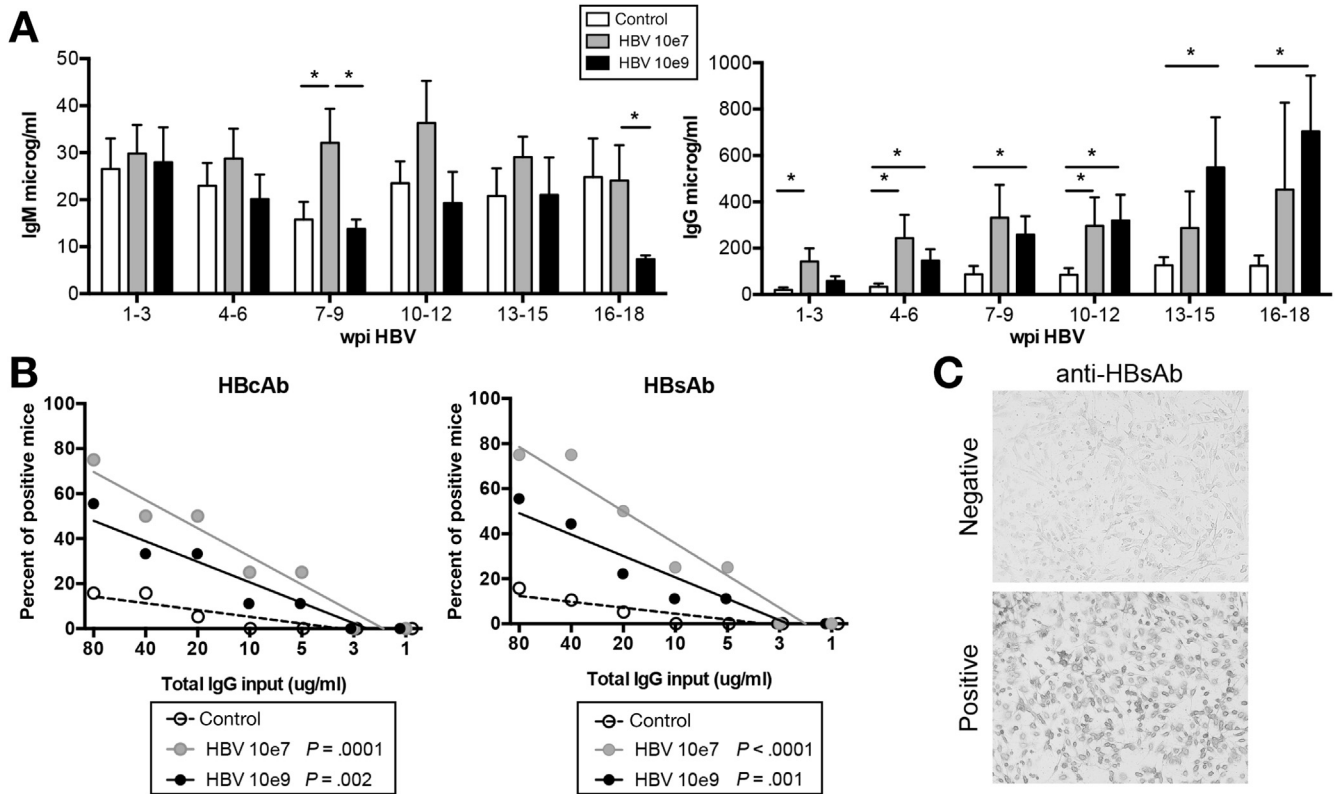 A
Control
HBV 10e7
HBV 10e9
IgM microg/ml
50
40
30
20
10
0
* *
*
1-3 4-6 7-9 10-12 13-15 16-18
wpi HBV
IgG microg/ml
1000
800
600
400
200
0
*
*
*
*
*
*
*
*
1-3 4-6 7-9 10-12 13-15 16-18
wpi HBV
B
HBcAb
Percent of positive mice
100
80
60
40
20
0
80 40 20 10 5 3 1
Total IgG input (ug/ml)
Control
HBV 10e7 P = .0001
HBV 10e9 P = .002
HBsAb
Percent of positive mice
100
80
60
40
20
0
80 40 20 10 5 3 1
Total IgG input (ug/ml)
Control
HBV 10e7 P < .0001
HBV 10e9 P = .001
C
anti-HBsAb
Negative
Positive